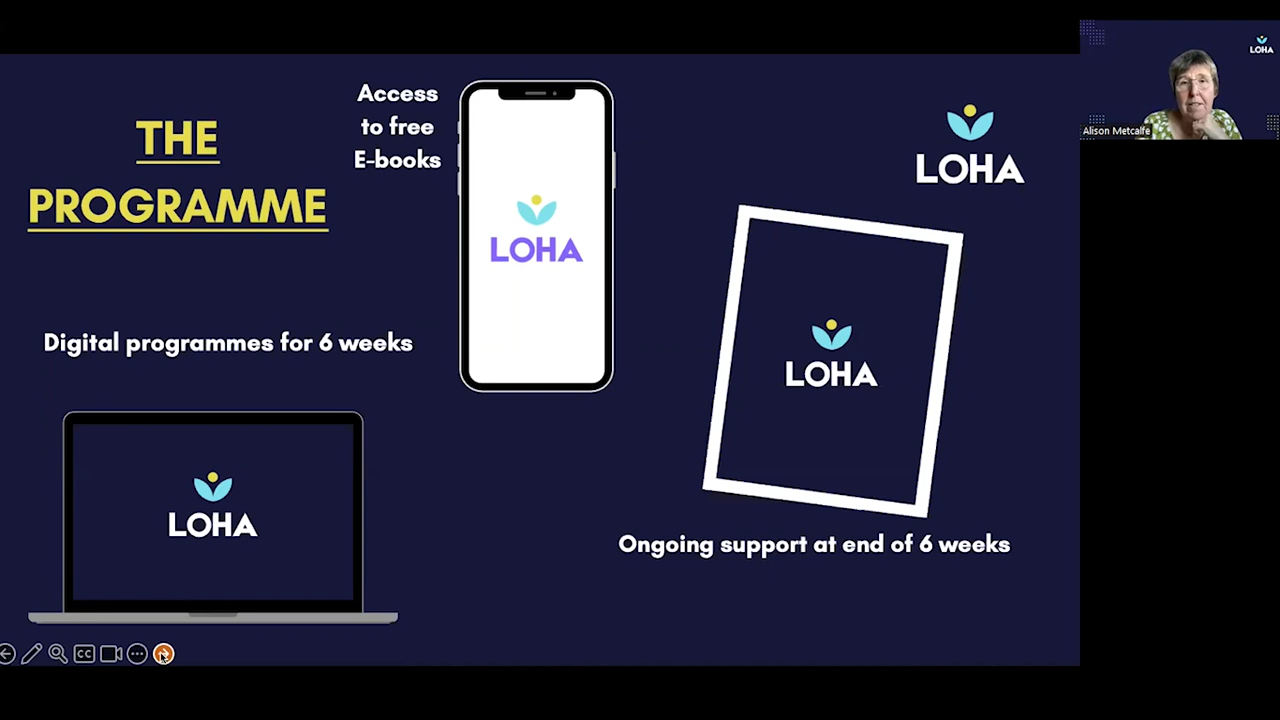 THE
PROGRAMME
Access
to free
E-books
LOHA
LOHA
LOHA
Alison Metcalfe
Digital programmes for 6 weeks
LOHA
LOHA
Ongoing support at end of 6 weeks
CC